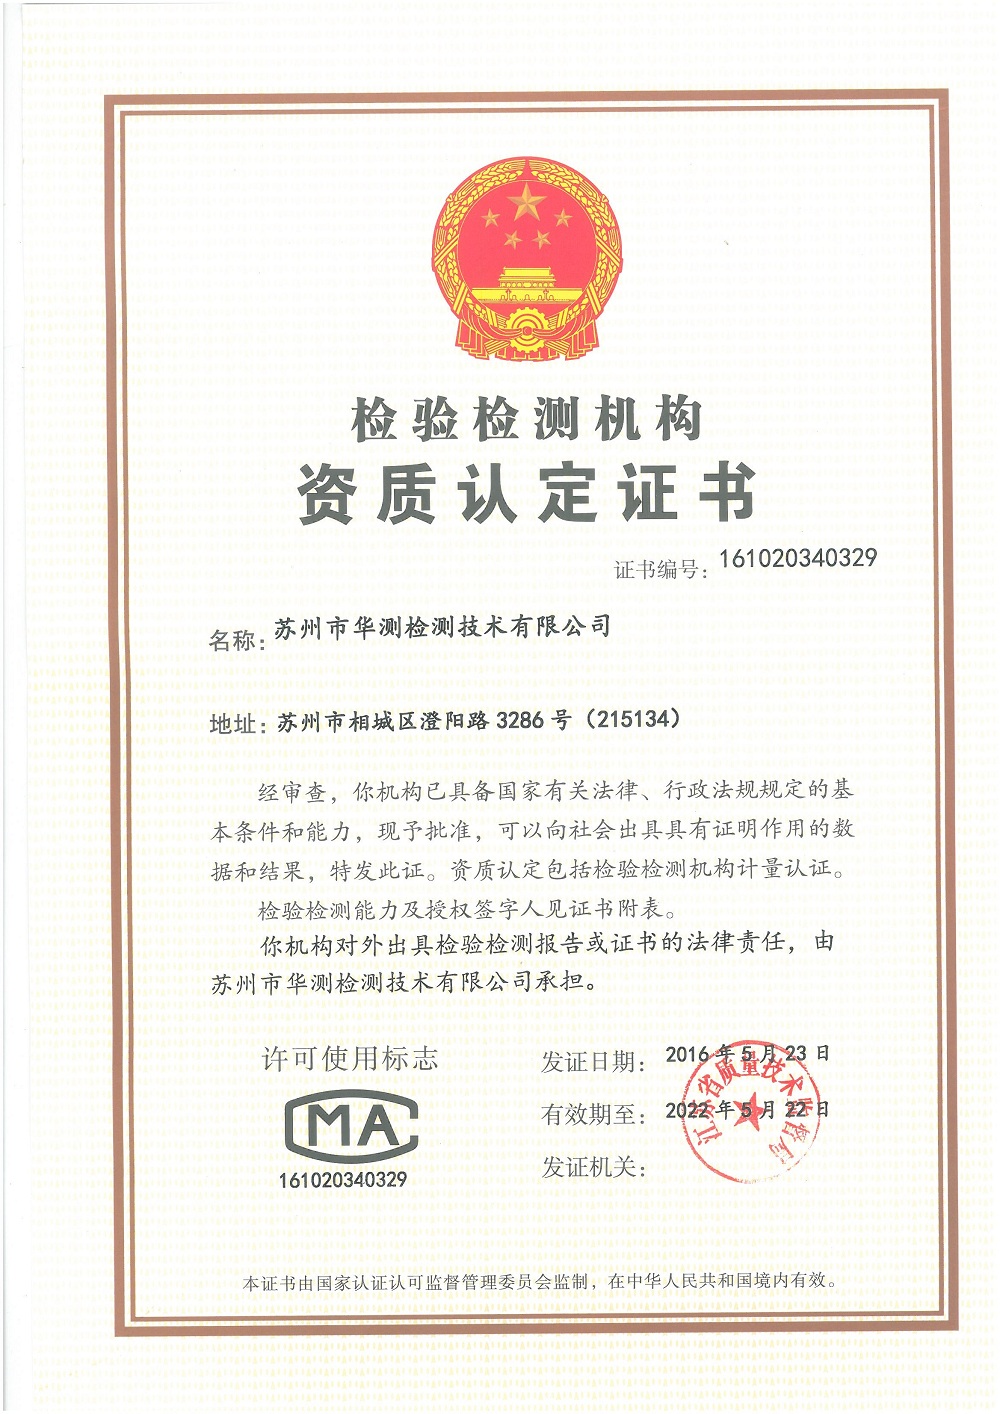 检验检测机构
资质认定证书
证书编号：161020340329
名称：苏州市华测检测技术有限公司
地址：苏州市相城区澄阳路3286号（215134）
经审查，你机构已具备国家有关法律、行政法规规定的基
本条件和能力，现予批准，可以向社会出具具有证明作用的数
据和结果，特发此证。资质认定包括检验检测机构计量认证。
检验检测能力及授权签字人见证书附表。
你机构对外出具检验检测报告或证书的法律责任，由
苏州市华测检测技术有限公司承担。
许可使用标志
MA
161020340329
发证日期：2016年5月23日
有效期至：2022年5月22日
发证机关：
江苏省质量技术监督局
本证书由国家认证认可监督管理委员会监制，在中华人民共和国境内有效。